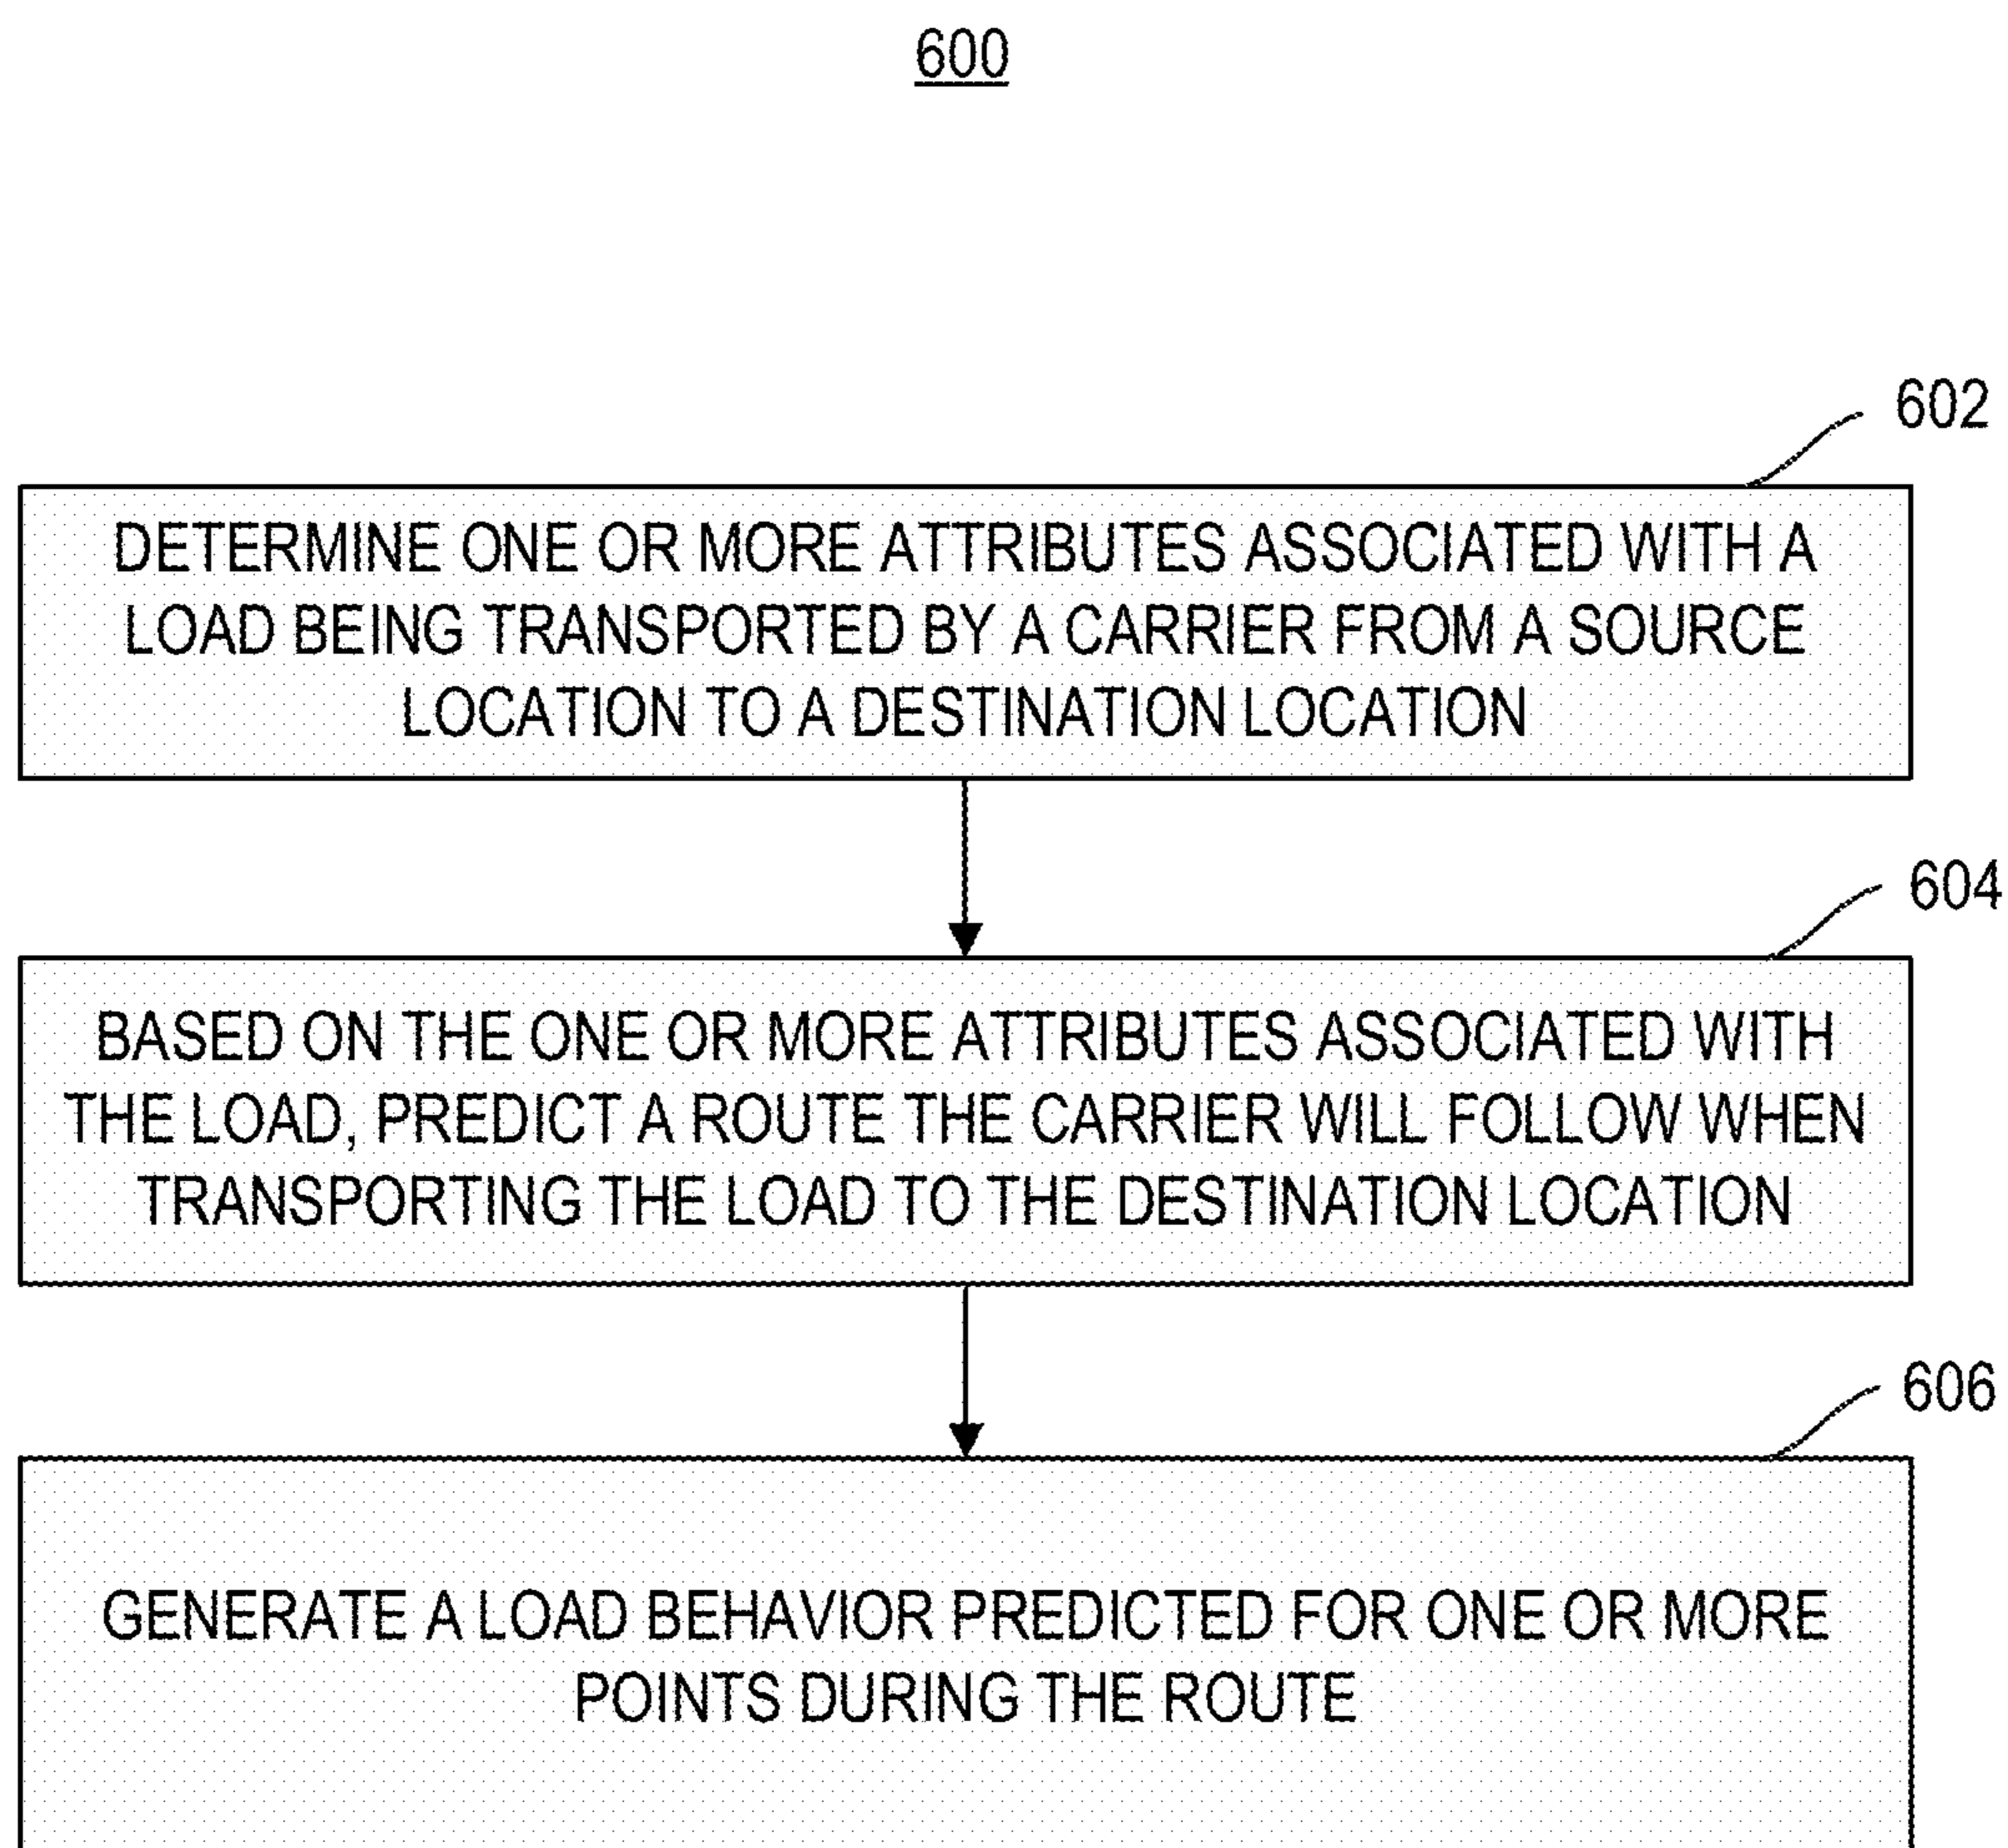 600
602
DETERMINE ONE OR MORE ATTRIBUTES ASSOCIATED WITH A
LOAD BEING TRANSPORTED BY A CARRIER FROM A SOURCE
LOCATION TO A DESTINATION LOCATION
604
BASED ON THE ONE OR MORE ATTRIBUTES ASSOCIATED WITH
THE LOAD, PREDICT A ROUTE THE CARRIER WILL FOLLOW WHEN
TRANSPORTING THE LOAD TO THE DESTINATION LOCATION
606
GENERATE A LOAD BEHAVIOR PREDICTED FOR ONE OR MORE
POINTS DURING THE ROUTE